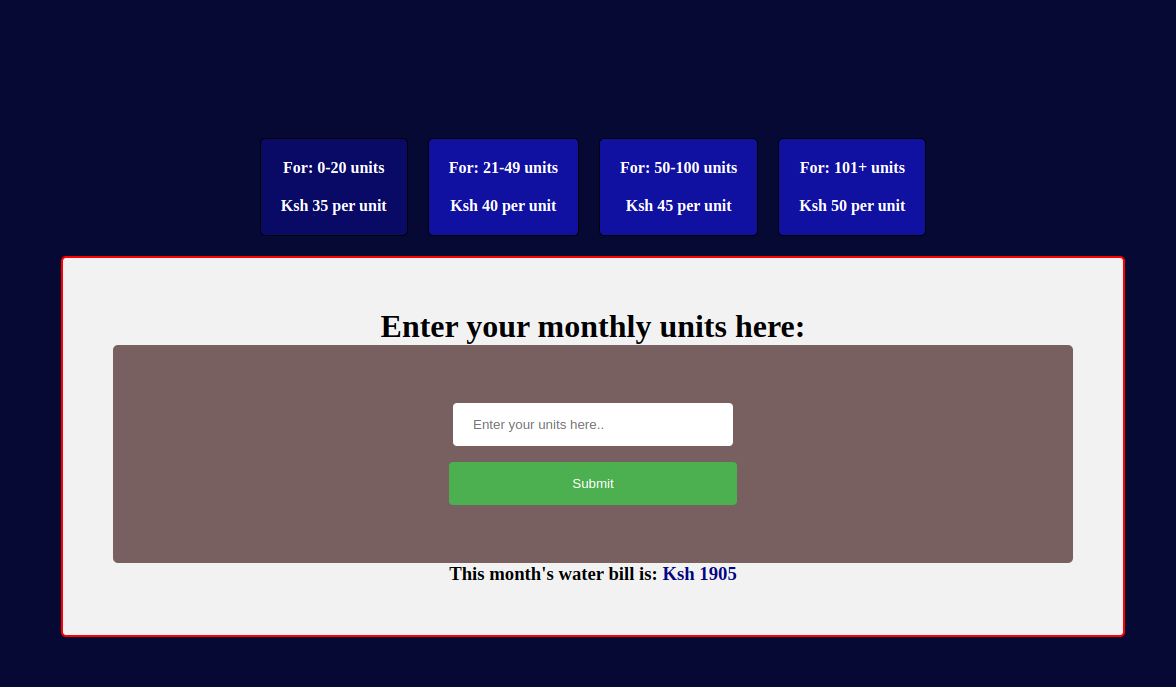 For: 0-20 units
Ksh 35 per unit
For: 21-49 units
Ksh 40 per unit
For: 50-100 units
Ksh 45 per unit
For: 101+ units
Ksh 50 per unit
Enter your monthly units here:
Enter your units here..
Submit
This month's water bill is: Ksh 1905